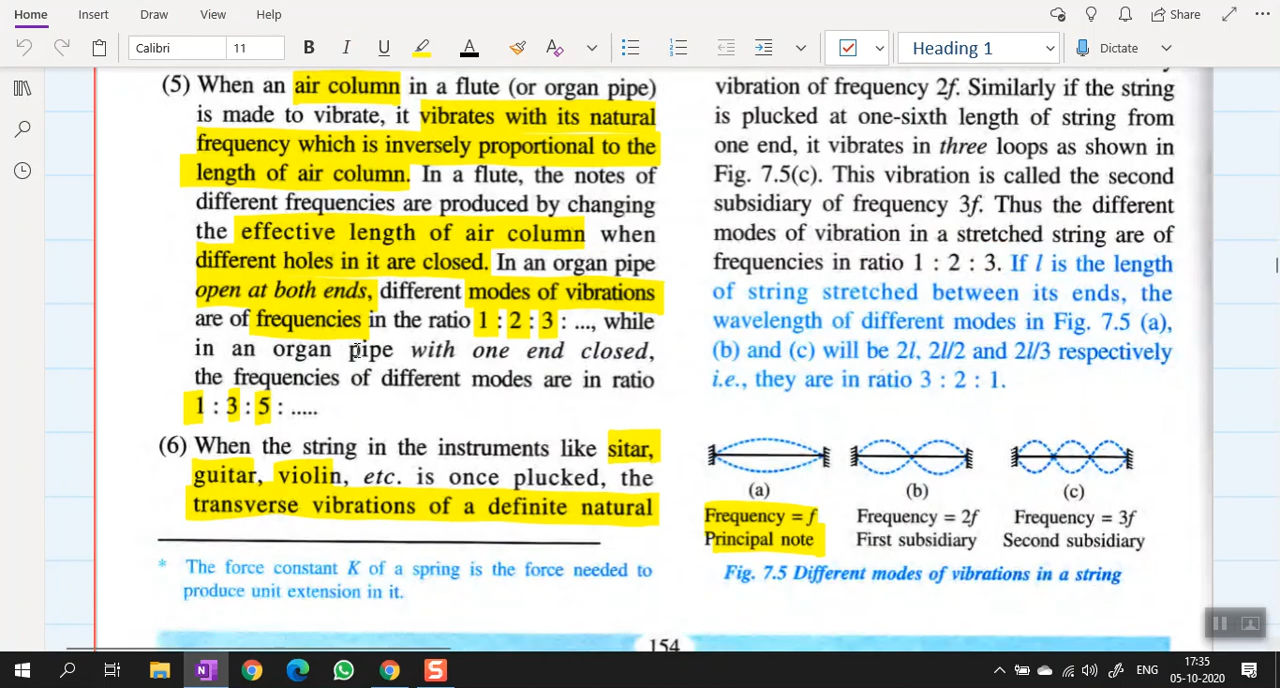 Home Insert Draw View Help
Share
Calibri 11 B I U A A Heading 1 Dictate
(5) When an air column in a flute (or organ pipe)
is made to vibrate, it vibrates with its natural
frequency which is inversely proportional to the
length of air column. In a flute, the notes of
different frequencies are produced by changing
the effective length of air column when
different holes in it are closed. In an organ pipe
open at both ends, different modes of vibrations
are of frequencies in the ratio 1 : 2 : 3 : ..., while
in an organ pipe with one end closed,
the frequencies of different modes are in ratio
1 : 3 : 5 : .....
(6) When the string in the instruments like sitar,
guitar, violin, etc. is once plucked, the
transverse vibrations of a definite natural
* The force constant K of a spring is the force needed to
produce unit extension in it.
vibration of frequency 2f. Similarly if the string
is plucked at one-sixth length of string from
one end, it vibrates in three loops as shown in
Fig. 7.5(c). This vibration is called the second
subsidiary of frequency 3f. Thus the different
modes of vibration in a stretched string are of
frequencies in ratio 1 : 2 : 3. If l is the length
of string stretched between its ends, the
wavelength of different modes in Fig. 7.5 (a),
(b) and (c) will be 2l, 2l/2 and 2l/3 respectively
i.e., they are in ratio 3 : 2 : 1.
(a) (b) (c)
Frequency = f Frequency = 2f Frequency = 3f
Principal note First subsidiary Second subsidiary
Fig. 7.5 Different modes of vibrations in a string
154
ENG
17:35
05-10-2020